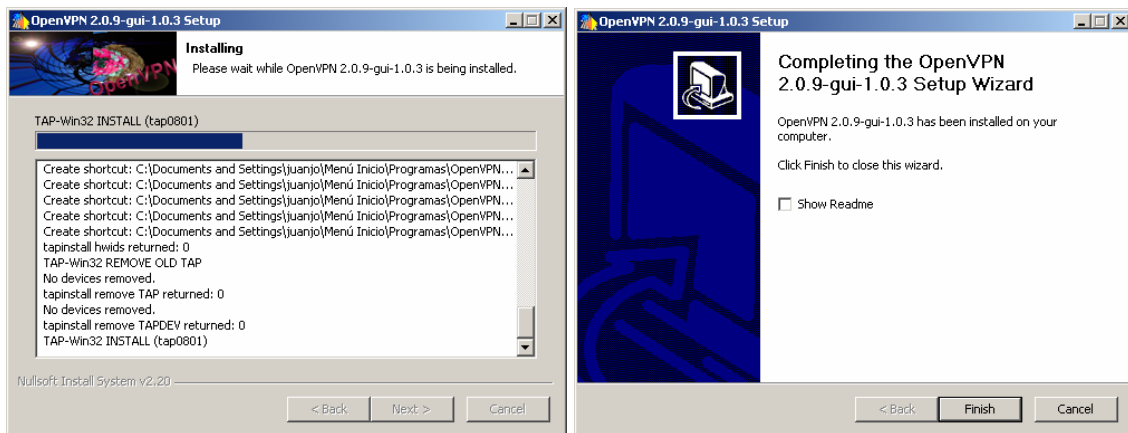 OpenVPN 2.0.9-gui-1.0.3 Setup
OpenVPN
Installing
Please wait while OpenVPN 2.0.9-gui-1.0.3 is being installed.
TAP-Win32 INSTALL (tap0801)
Create shortcut: C:\Documents and Settings\juanjo\Menú Inicio\Programas\OpenVPN...
Create shortcut: C:\Documents and Settings\juanjo\Menú Inicio\Programas\OpenVPN...
Create shortcut: C:\Documents and Settings\juanjo\Menú Inicio\Programas\OpenVPN...
Create shortcut: C:\Documents and Settings\juanjo\Menú Inicio\Programas\OpenVPN...
Create shortcut: C:\Documents and Settings\juanjo\Menú Inicio\Programas\OpenVPN...
tapinstall hwids returned: 0
TAP-Win32 REMOVE OLD TAP
No devices removed.
tapinstall remove TAP returned: 0
No devices removed.
tapinstall remove TAPDEV returned: 0
TAP-Win32 INSTALL (tap0801)
Nullsoft Install System v2.20
< Back Next > Cancel
OpenVPN 2.0.9-gui-1.0.3 Setup
Completing the OpenVPN
2.0.9-gui-1.0.3 Setup Wizard
OpenVPN 2.0.9-gui-1.0.3 has been installed on your
computer.
Click Finish to close this wizard.
Show Readme
< Back Finish Cancel